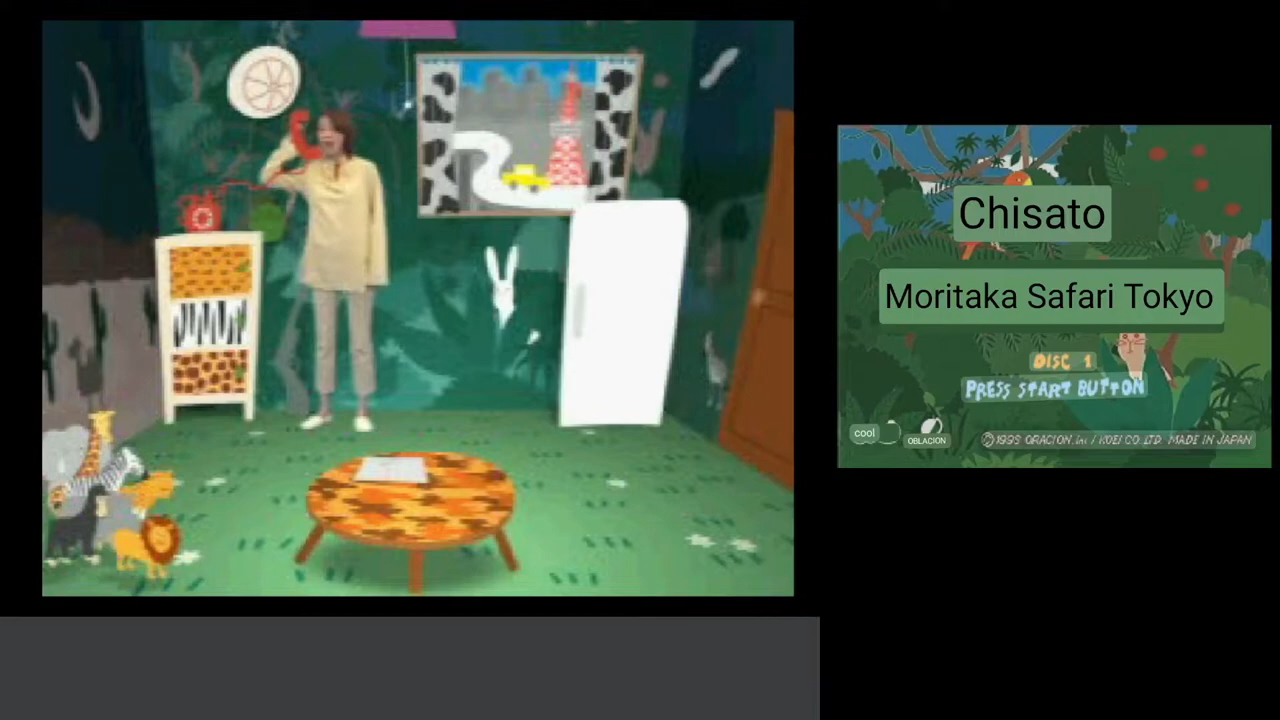 Chisato
Moritaka Safari Tokyo
DISC 1
PRESS START BUTTON
cool
OBLACION
©1998 ORACION.Inc / KOEI CO.LTD. MADE IN JAPAN